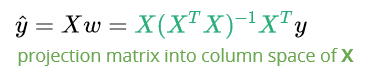 ŷ = Xw = X(XᵀX)⁻¹Xᵀy
projection matrix into column space of X